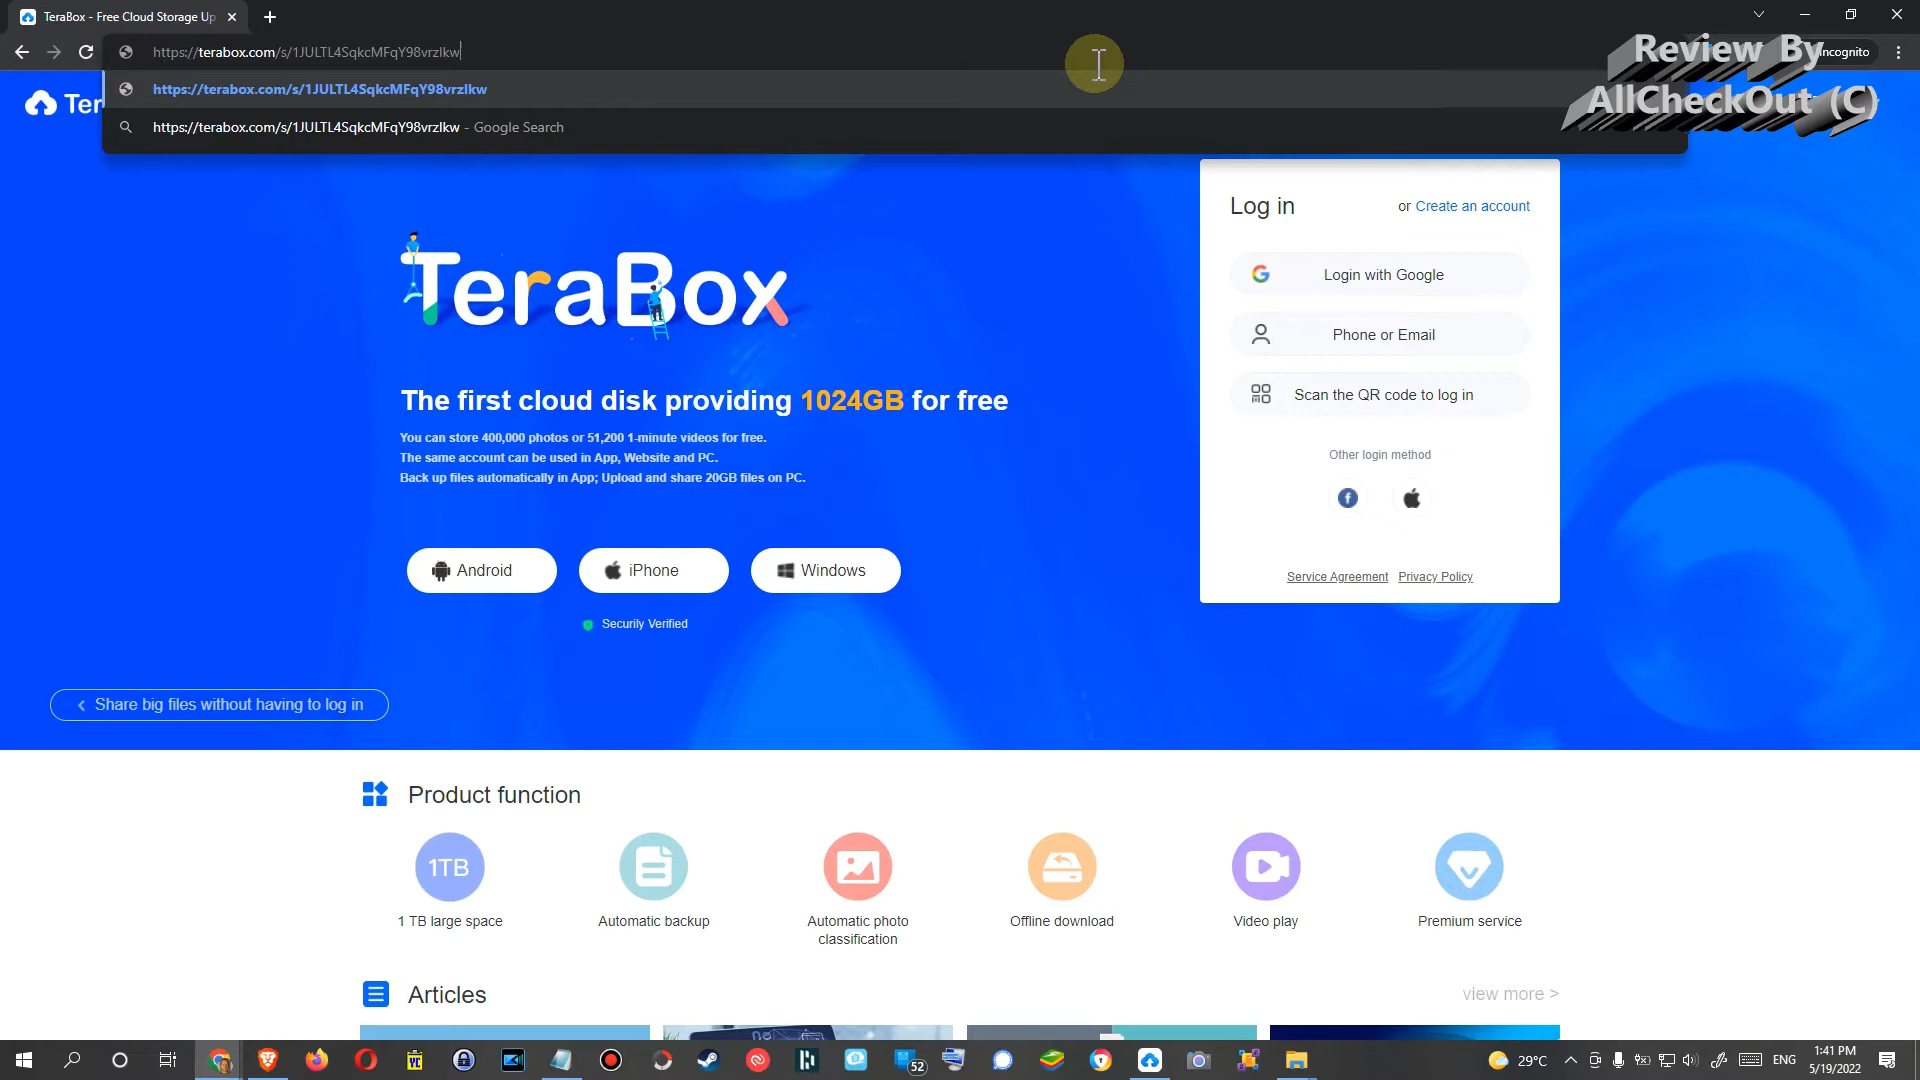 TeraBox - Free Cloud Storage Up
https://terabox.com/s/1JULTL4SqkcMFqY98vrzlkw
Incognito
https://terabox.com/s/1JULTL4SqkcMFqY98vrzlkw
https://terabox.com/s/1JULTL4SqkcMFqY98vrzlkw - Google Search
Review By
AllCheckOut (C)
Ter
TeraBox
The first cloud disk providing 1024GB for free
You can store 400,000 photos or 51,200 1-minute videos for free.
The same account can be used in App, Website and PC.
Back up files automatically in App; Upload and share 20GB files on PC.
Android
iPhone
Windows
Securily Verified
Share big files without having to log in
Log in
or Create an account
Login with Google
Phone or Email
Scan the QR code to log in
Other login method
Service Agreement Privacy Policy
Product function
1TB
1 TB large space
Automatic backup
Automatic photo
classification
Offline download
Video play
Premium service
Articles
view more >
52
29°C
ENG
1:41 PM
5/19/2022